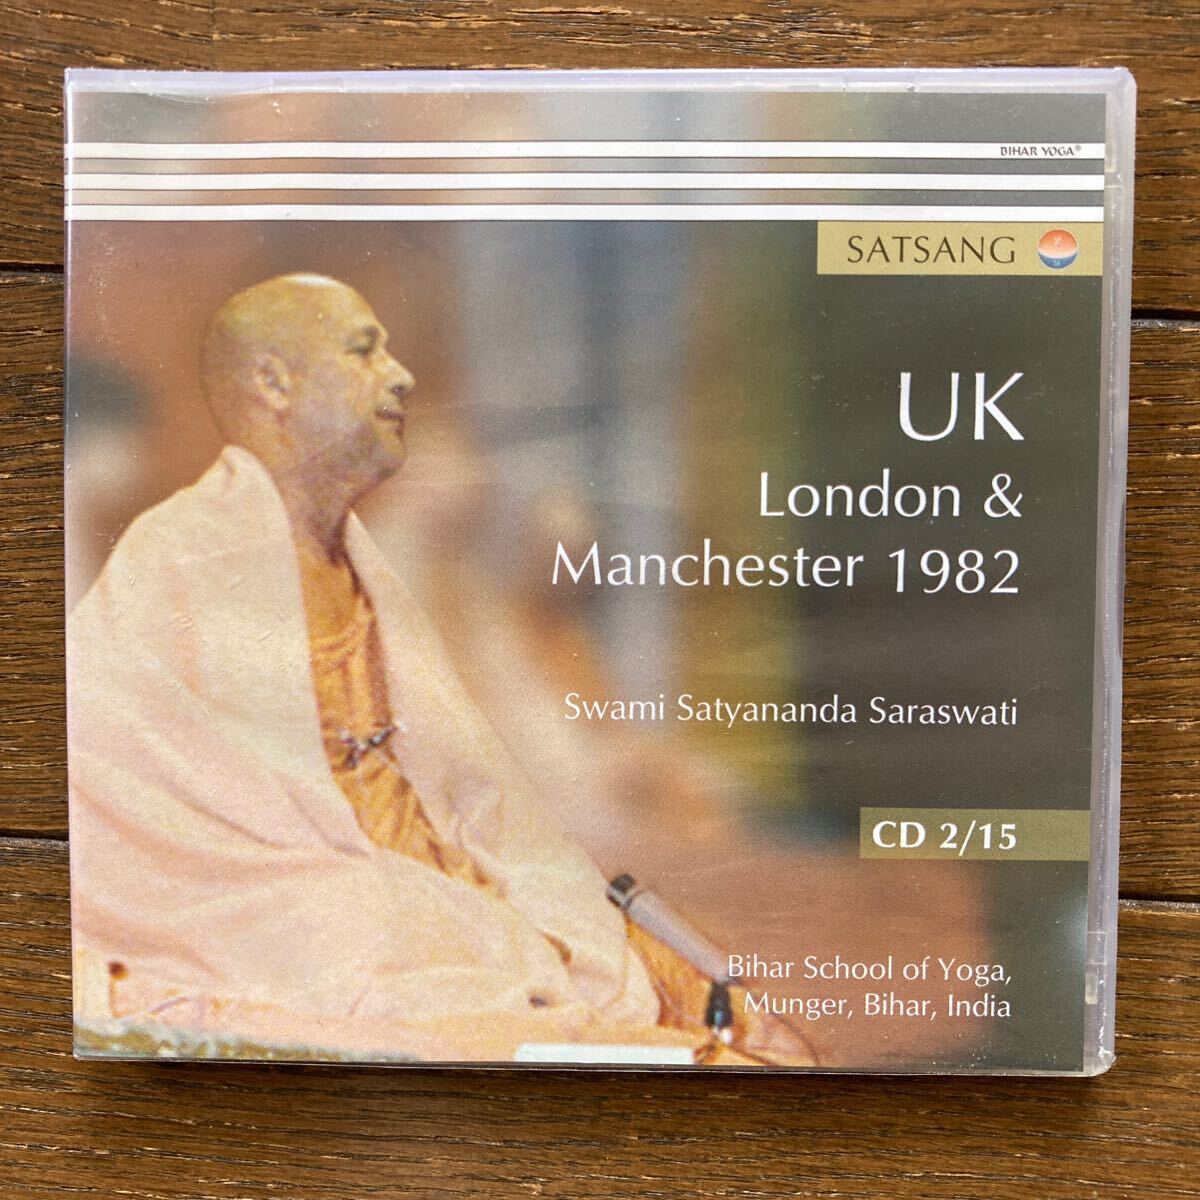 BIHAR YOGA®
SATSANG
UK
London &
Manchester 1982
Swami Satyananda Saraswati
CD 2/15
Bihar School of Yoga,
Munger, Bihar, India